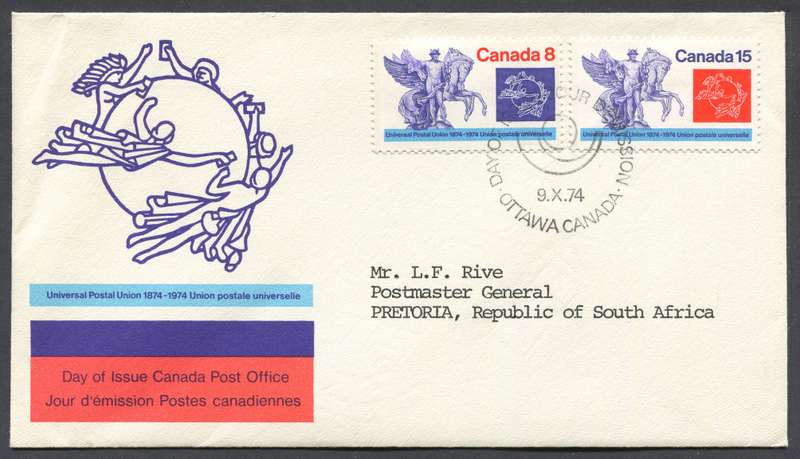 Canada 8
Universal Postal Union 1874-1974 Union postale universelle
Canada 15
Universal Postal Union 1874-1974 Union postale universelle
DAY OF JOUR D'ÉMISSION
9.X.74
OTTAWA CANADA
Mr. L.F. Rive
Postmaster General
PRETORIA, Republic of South Africa
Universal Postal Union 1874-1974 Union postale universelle
Day of Issue Canada Post Office
Jour d'émission Postes canadiennes